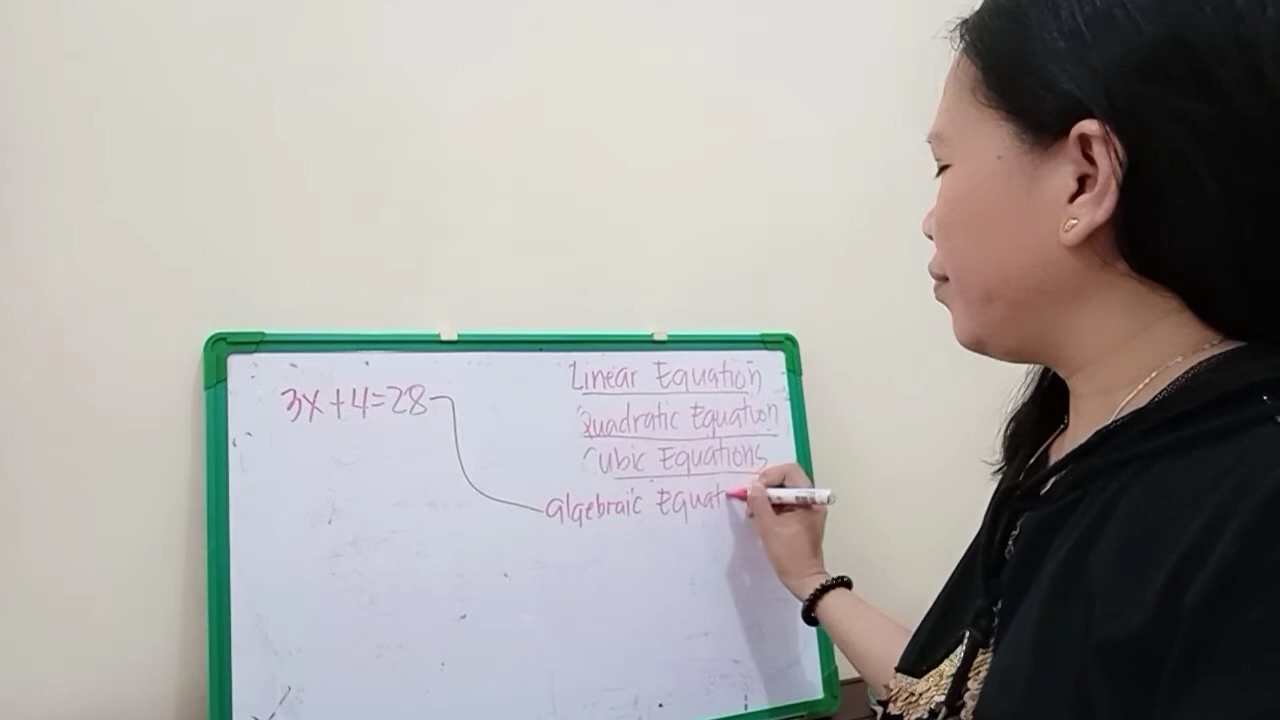 3x+4=28
Linear Equation
Quadratic Equation
Cubic Equations
Algebraic Equat